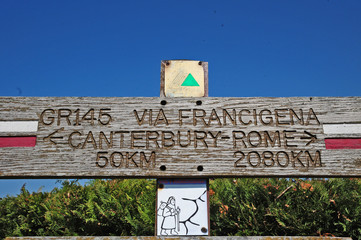 GR145 VIA FRANCIGENA
<-CANTERBURY-ROME->
50KM 2080KM